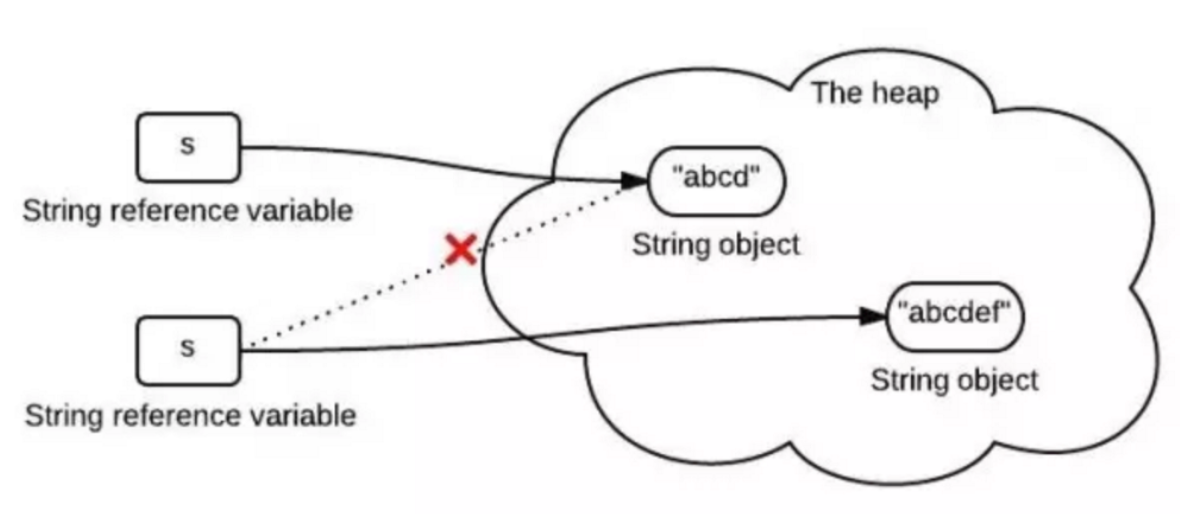 The heap
s
"abcd"
String reference variable
String object
"abcdef"
s
String object
String reference variable